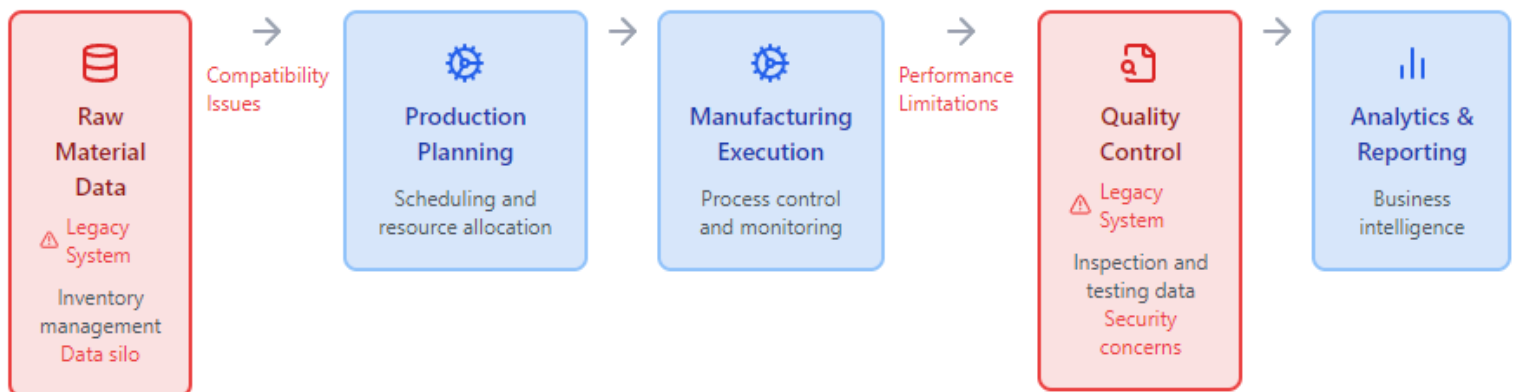 Raw
Material
Data
Legacy
System
Inventory
management
Data silo
Compatibility
Issues
Production
Planning
Scheduling and
resource allocation
Manufacturing
Execution
Process control
and monitoring
Performance
Limitations
Quality
Control
Legacy
System
Inspection and
testing data
Security
concerns
Analytics &
Reporting
Business
intelligence